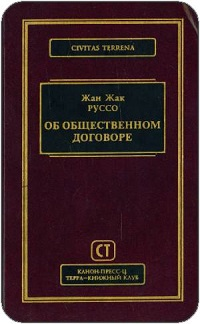 CIVITAS TERRENA
Жан Жак
РУССО
ОБ ОБЩЕСТВЕННОМ
ДОГОВОРЕ
СТ
КАНОН-ПРЕСС-Ц
ТЕРРА—КНИЖНЫЙ КЛУБ